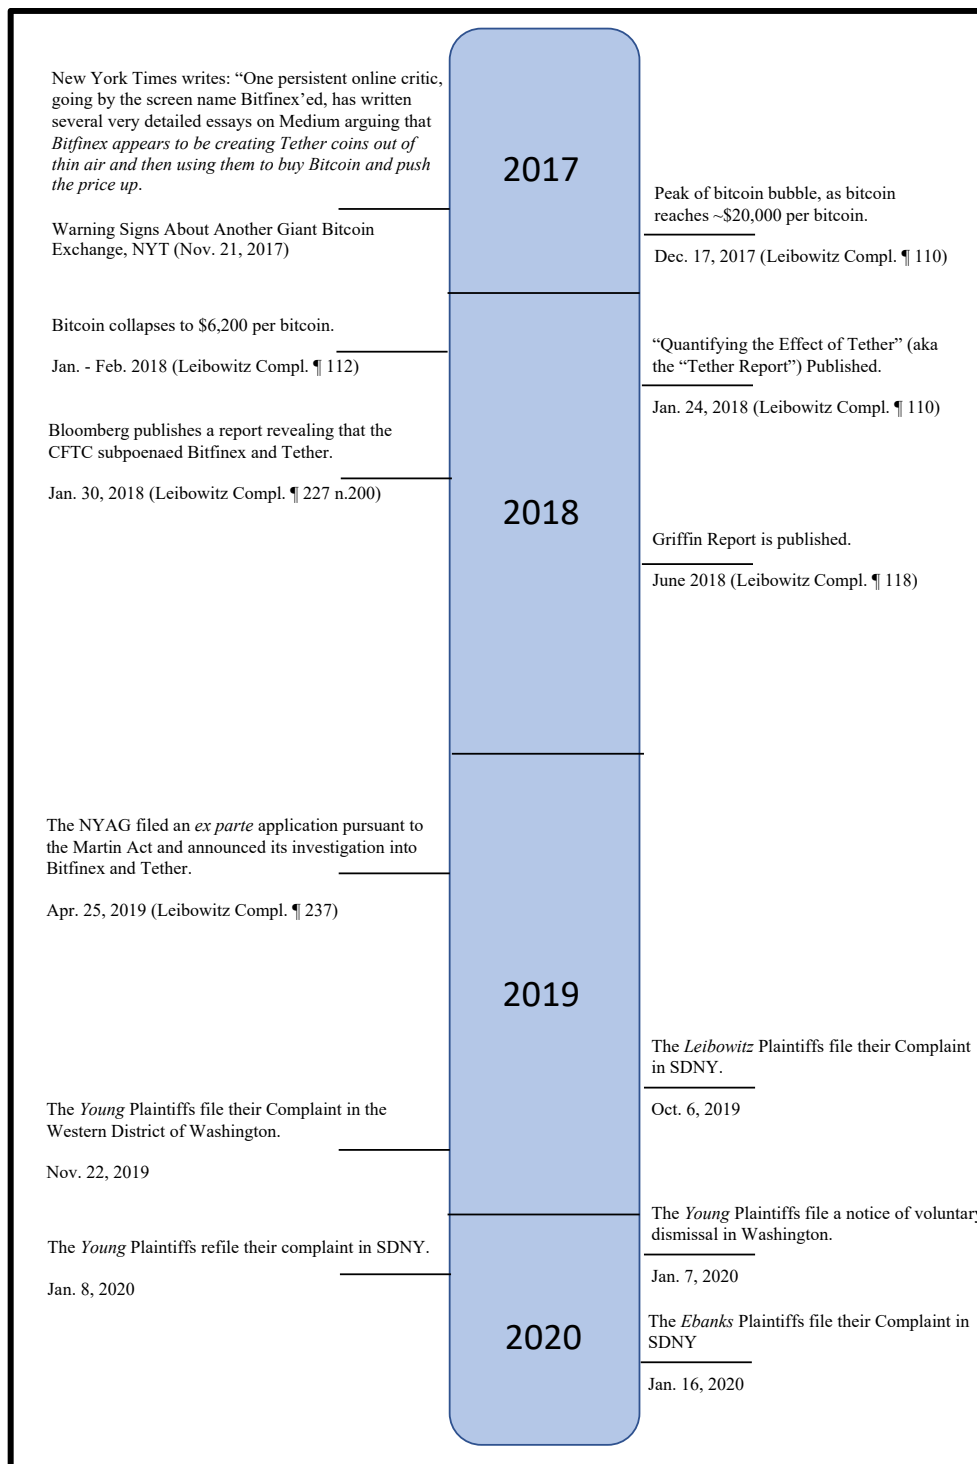 New York Times writes: “One persistent online critic,
going by the screen name Bitfinex’ed, has written
several very detailed essays on Medium arguing that
Bitfinex appears to be creating Tether coins out of
thin air and then using them to buy Bitcoin and push
the price up.
Warning Signs About Another Giant Bitcoin
Exchange, NYT (Nov. 21, 2017)
2017
Peak of bitcoin bubble, as bitcoin
reaches ~$20,000 per bitcoin.
Dec. 17, 2017 (Leibowitz Compl. ¶ 110)
Bitcoin collapses to $6,200 per bitcoin.
Jan. - Feb. 2018 (Leibowitz Compl. ¶ 112)
“Quantifying the Effect of Tether” (aka
the “Tether Report”) Published.
Jan. 24, 2018 (Leibowitz Compl. ¶ 110)
Bloomberg publishes a report revealing that the
CFTC subpoenaed Bitfinex and Tether.
Jan. 30, 2018 (Leibowitz Compl. ¶ 227 n.200)
2018
Griffin Report is published.
June 2018 (Leibowitz Compl. ¶ 118)
The NYAG filed an ex parte application pursuant to
the Martin Act and announced its investigation into
Bitfinex and Tether.
Apr. 25, 2019 (Leibowitz Compl. ¶ 237)
2019
The Leibowitz Plaintiffs file their Complaint
in SDNY.
Oct. 6, 2019
The Young Plaintiffs file their Complaint in the
Western District of Washington.
Nov. 22, 2019
The Young Plaintiffs file a notice of voluntary
dismissal in Washington.
Jan. 7, 2020
The Young Plaintiffs refile their complaint in SDNY.
Jan. 8, 2020
2020
The Ebanks Plaintiffs file their Complaint in
SDNY
Jan. 16, 2020